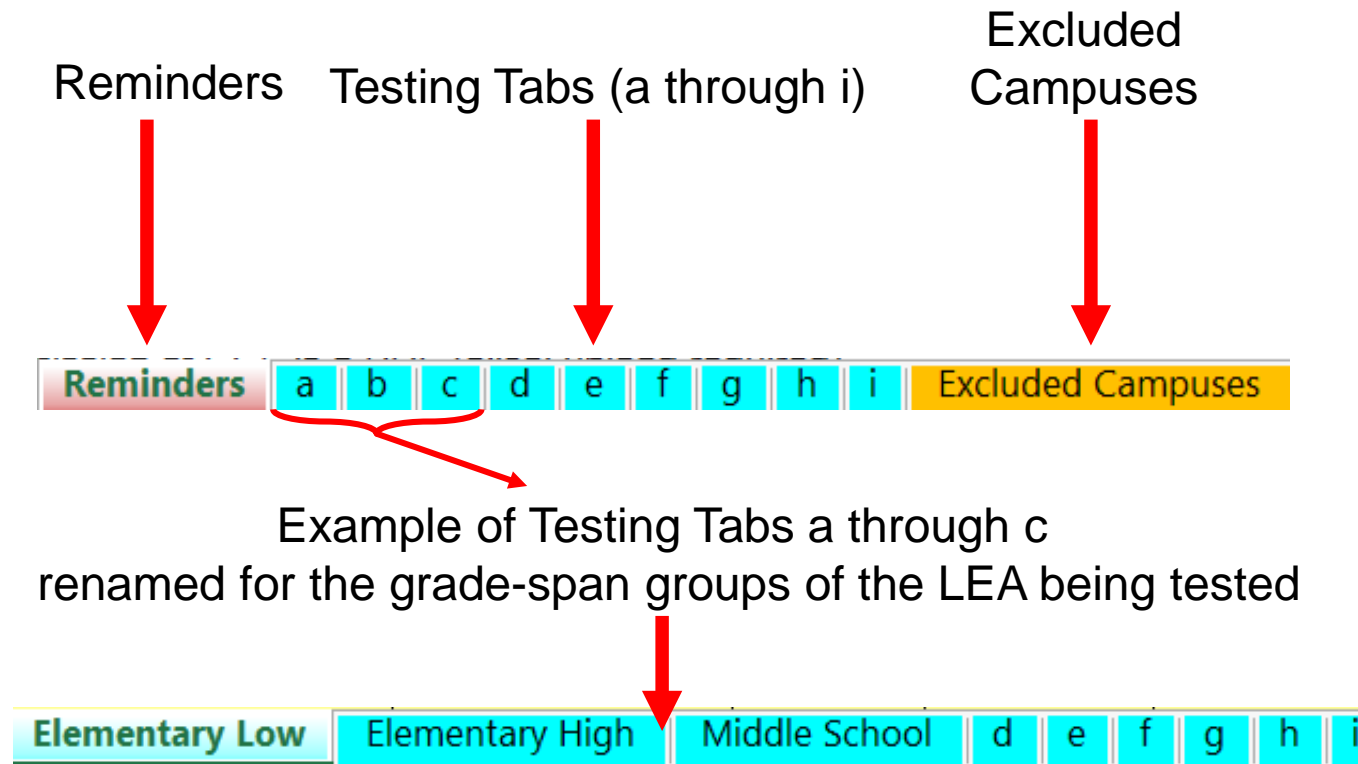 Reminders
Testing Tabs (a through i)
Excluded
Campuses
Reminders a b c d e f g h i Excluded Campuses
Example of Testing Tabs a through c
renamed for the grade-span groups of the LEA being tested
Elementary Low Elementary High Middle School d e f g h i